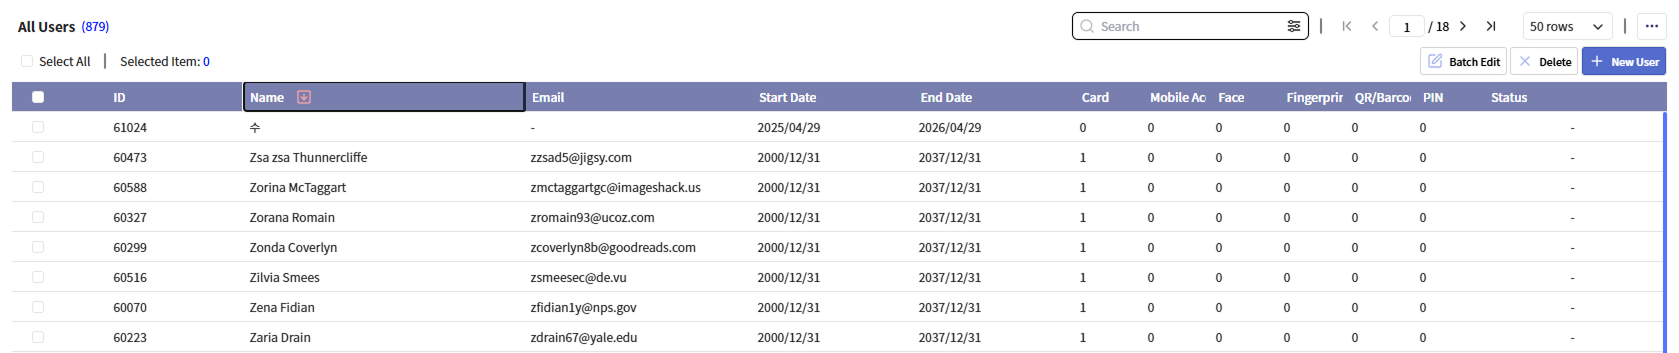 All Users (879)
Search
1 / 18
50 rows
Select All | Selected Item: 0
Batch Edit
Delete
New User
ID Name Email Start Date End Date Card Mobile Ac Face Fingerprin QR/Barco PIN Status
61024 수 - 2025/04/29 2026/04/29 0 0 0 0 0 0 -
60473 Zsa zsa Thunnercliffe zzsad5@jigsy.com 2000/12/31 2037/12/31 1 0 0 0 0 0 -
60588 Zorina McTaggart zmctaggartgc@imageshack.us 2000/12/31 2037/12/31 1 0 0 0 0 0 -
60327 Zorana Romain zromain93@ucoz.com 2000/12/31 2037/12/31 1 0 0 0 0 0 -
60299 Zonda Coverlyn zcoverlyn8b@goodreads.com 2000/12/31 2037/12/31 1 0 0 0 0 0 -
60516 Zilvia Smees zsmeesec@de.vu 2000/12/31 2037/12/31 1 0 0 0 0 0 -
60070 Zena Fidian zfidian1y@nps.gov 2000/12/31 2037/12/31 1 0 0 0 0 0 -
60223 Zaria Drain zdrain67@yale.edu 2000/12/31 2037/12/31 1 0 0 0 0 0 -